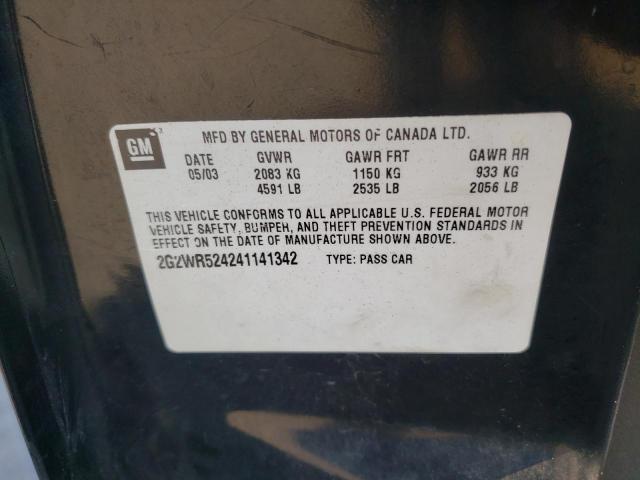 GM
MFD BY GENERAL MOTORS OF CANADA LTD.
DATE GVWR GAWR FRT GAWR RR
05/03 2083 KG 1150 KG 933 KG
4591 LB 2535 LB 2056 LB
THIS VEHICLE CONFORMS TO ALL APPLICABLE U.S. FEDERAL MOTOR
VEHICLE SAFETY, BUMPEH, AND THEFT PREVENTION STANDARDS IN
EFFECT ON THE DATE OF MANUFACTURE SHOWN ABOVE.
2G2WR524241141342 TYPE: PASS CAR